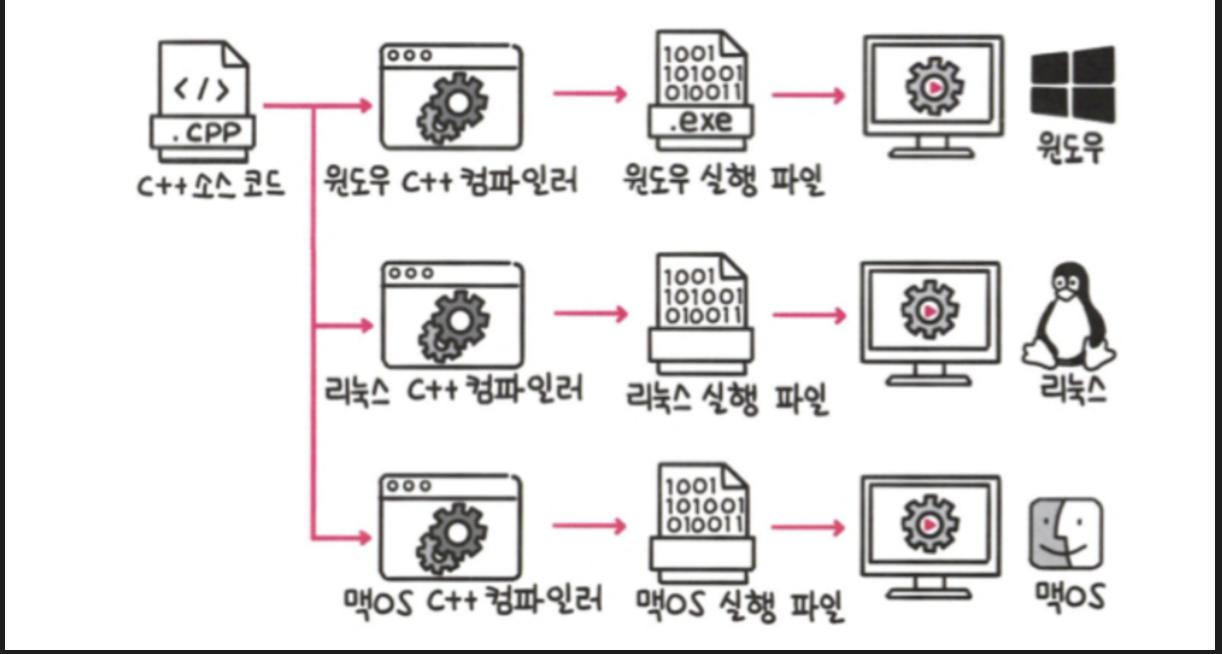 </>
.CPP
C++ 소스 코드
윈도우 C++ 컴파일러
1001
101001
010011
.exe
윈도우 실행 파일
윈도우
리눅스 C++ 컴파일러
1001
101001
010011
리눅스 실행 파일
리눅스
맥OS C++ 컴파일러
1001
101001
010011
맥OS 실행 파일
맥OS